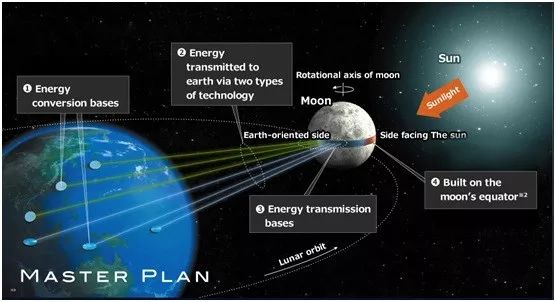 Sun
❷ Energy
transmitted to
earth via two types
of technology
Rotational axis of moon
❶ Energy
conversion bases
Sunlight
Moon
Earth-oriented side
Side facing The sun
❹ Built on the
moon's equator※2
❸ Energy transmission
bases
Lunar orbit
MASTER PLAN